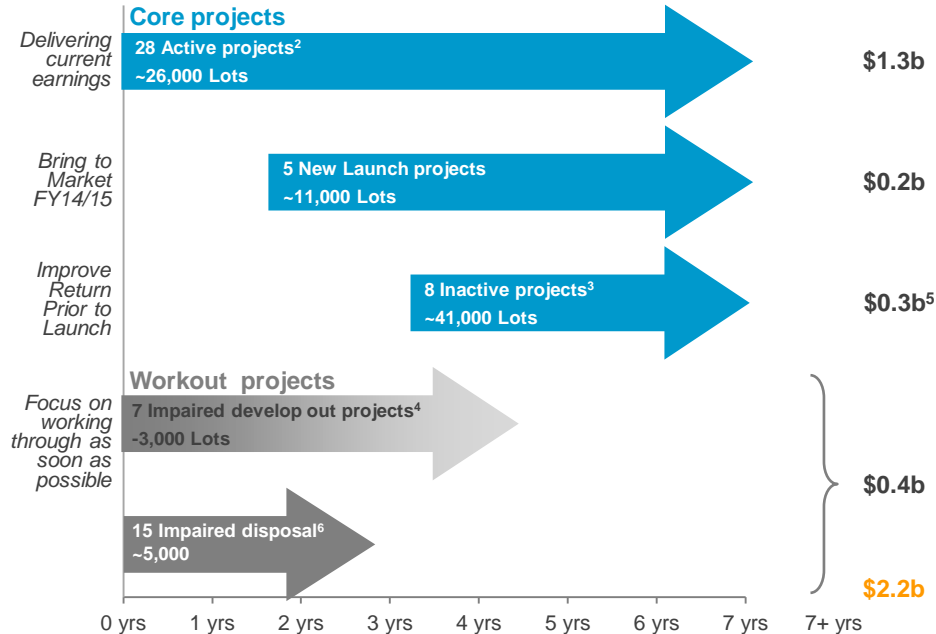 Core projects
Delivering
current
earnings
28 Active projects²
~26,000 Lots
$1.3b
Bring to
Market
FY14/15
5 New Launch projects
~11,000 Lots
$0.2b
Improve
Return
Prior to
Launch
8 Inactive projects³
~41,000 Lots
$0.3b⁵
Workout projects
Focus on
working
through as
soon as
possible
7 Impaired develop out projects⁴
-3,000 Lots
$0.4b
15 Impaired disposal⁶
~5,000
$2.2b
0 yrs 1 yrs 2 yrs 3 yrs 4 yrs 5 yrs 6 yrs 7 yrs 7+ yrs